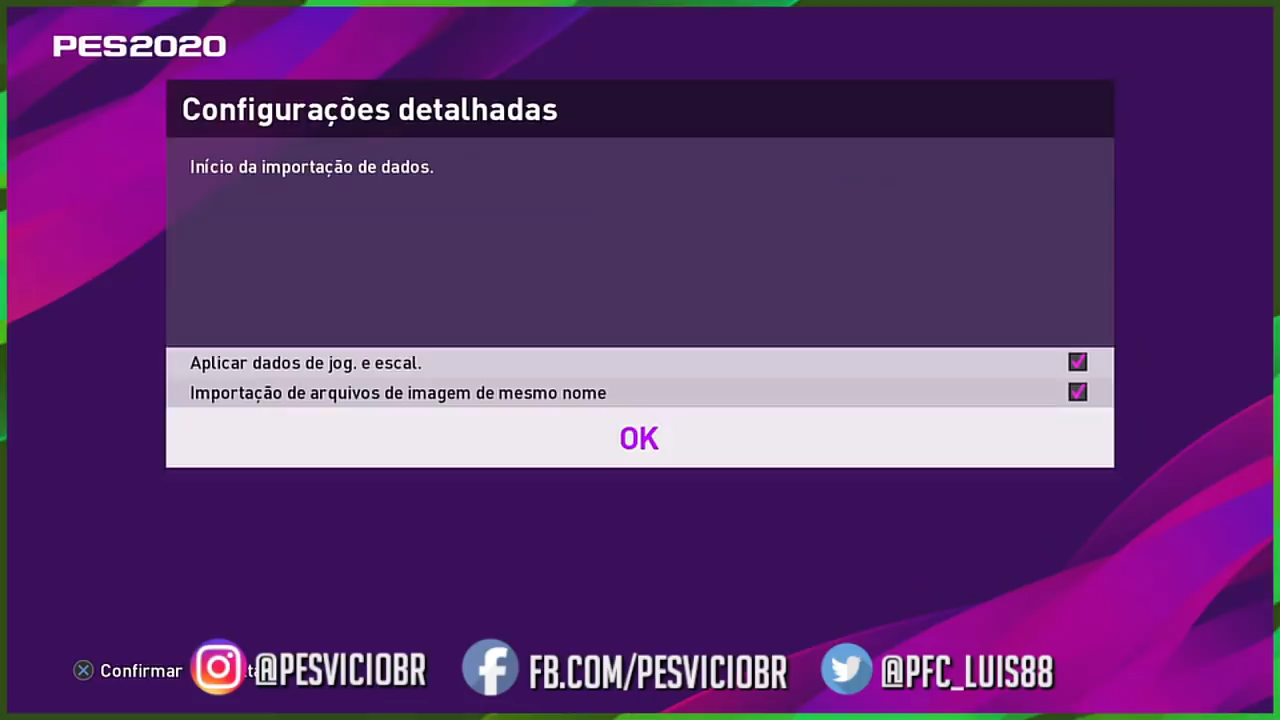 PES2020
Configurações detalhadas
Início da importação de dados.
Aplicar dados de jog. e escal.
Importação de arquivos de imagem de mesmo nome
OK
Confirmar
@PESVICIOBR
FB.COM/PESVICIOBR
@PFC_LUIS88